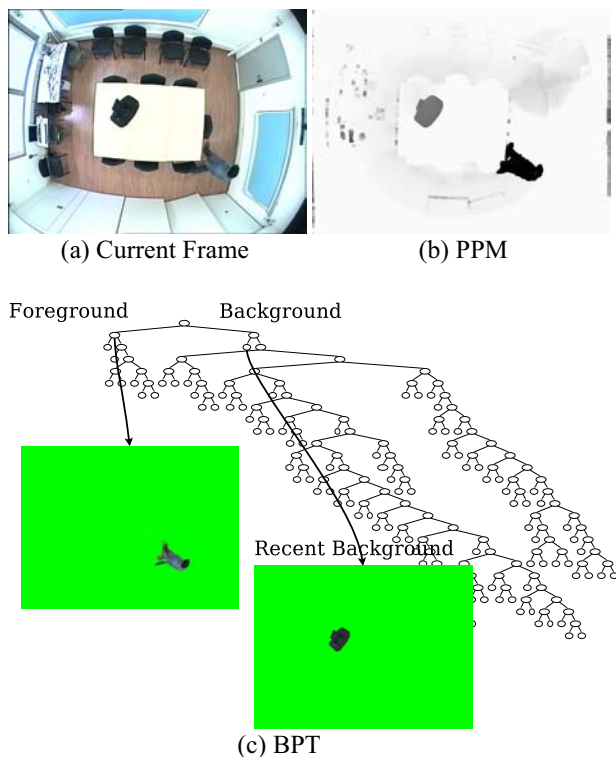 (a) Current Frame
(b) PPM
Foreground
Background
Recent Background
(c) BPT